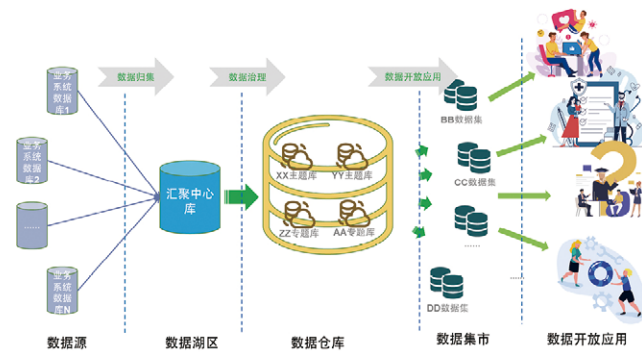 数据归集
数据治理
数据开放应用
业务
系统
数据
库1
业务
系统
数据
库2
……
业务
系统
数据
库N
汇聚中心
库
XX主题库
YY主题库
ZZ专题库
AA专题库
BB数据集
CC数据集
……
DD数据集
……
数据源
数据湖区
数据仓库
数据集市
数据开放应用